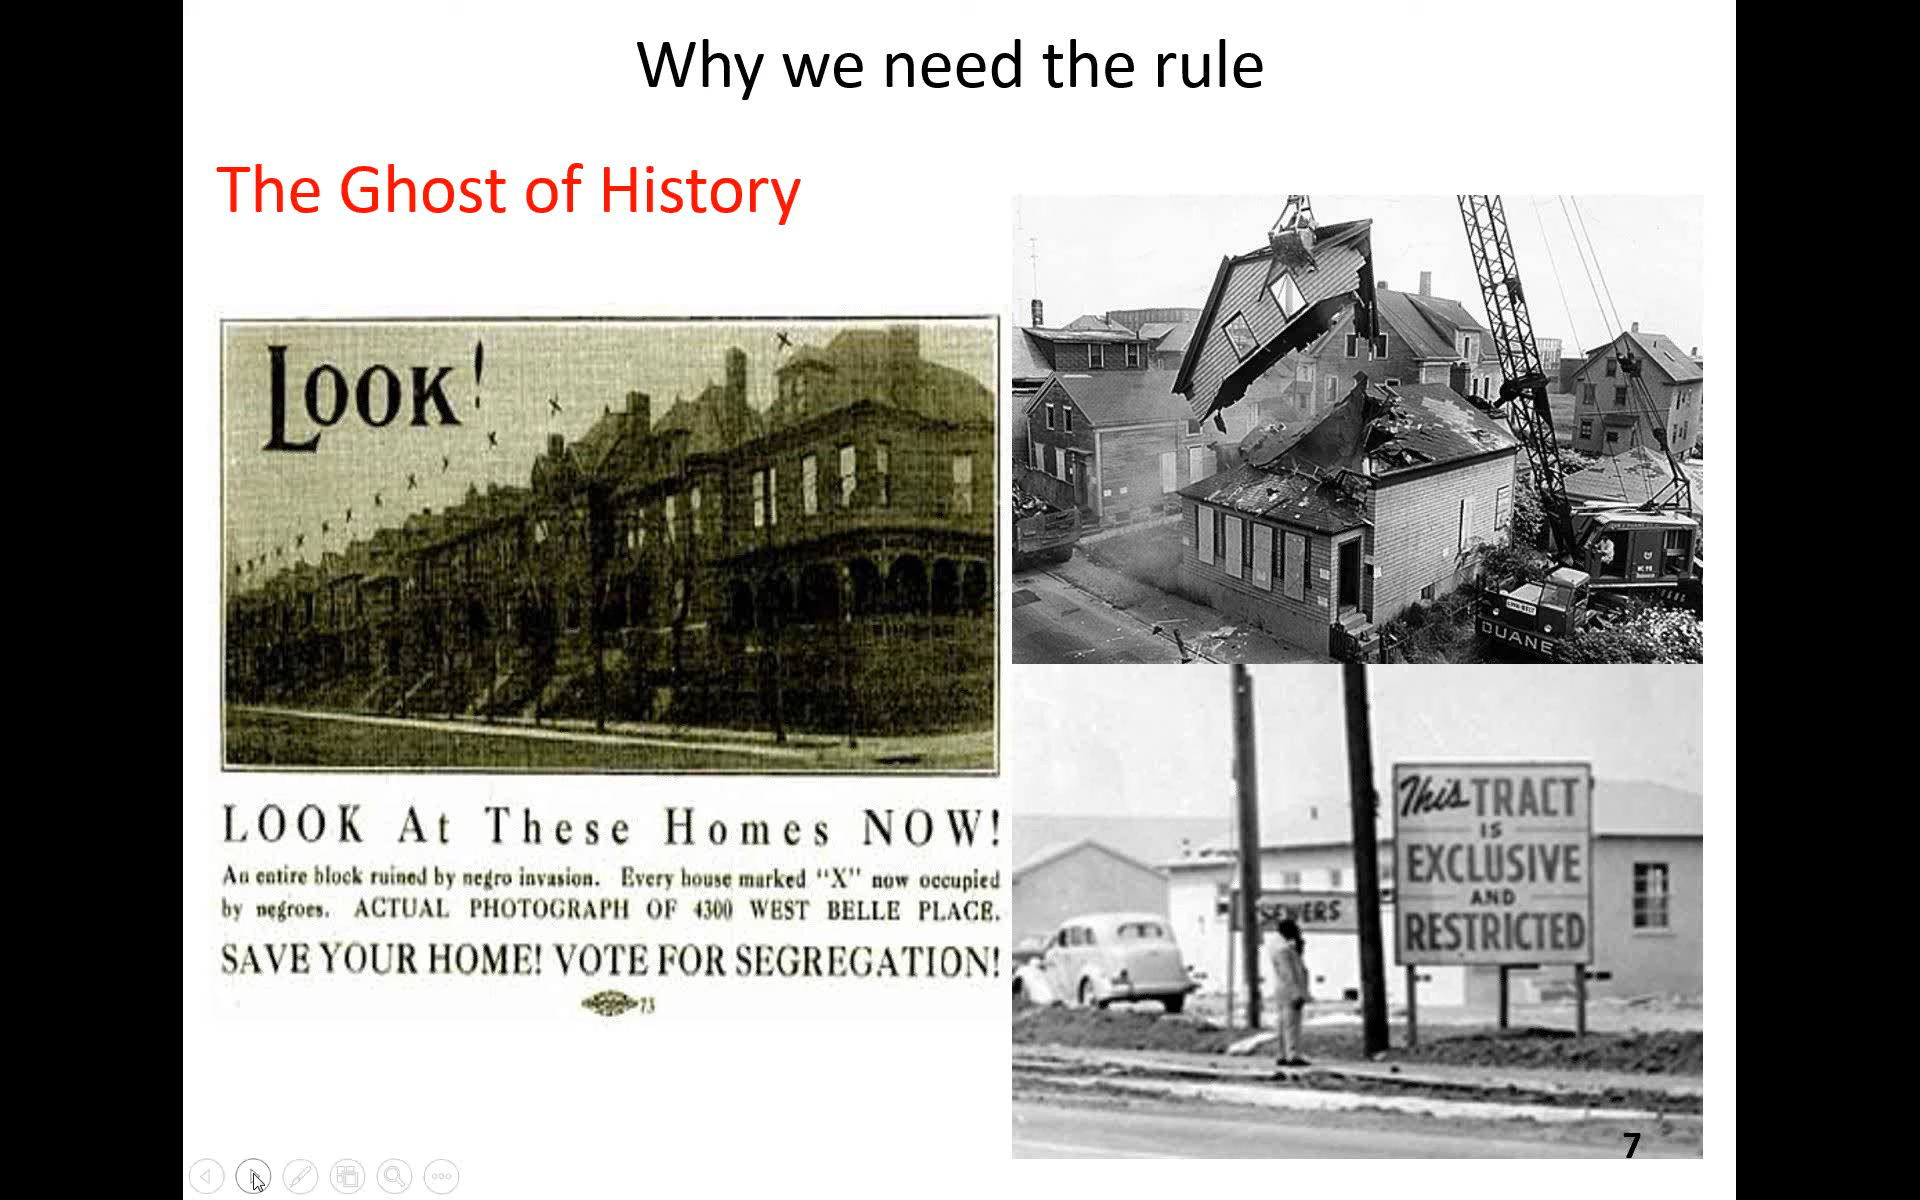 Why we need the rule
The Ghost of History
LOOK!
LOOK At These Homes NOW!
An entire block ruined by negro invasion. Every house marked "X" now occupied
by negroes. ACTUAL PHOTOGRAPH OF 4300 WEST BELLE PLACE.
SAVE YOUR HOME! VOTE FOR SEGREGATION!
73
DUANE
This TRACT
IS
EXCLUSIVE
AND
RESTRICTED
SEWERS
7